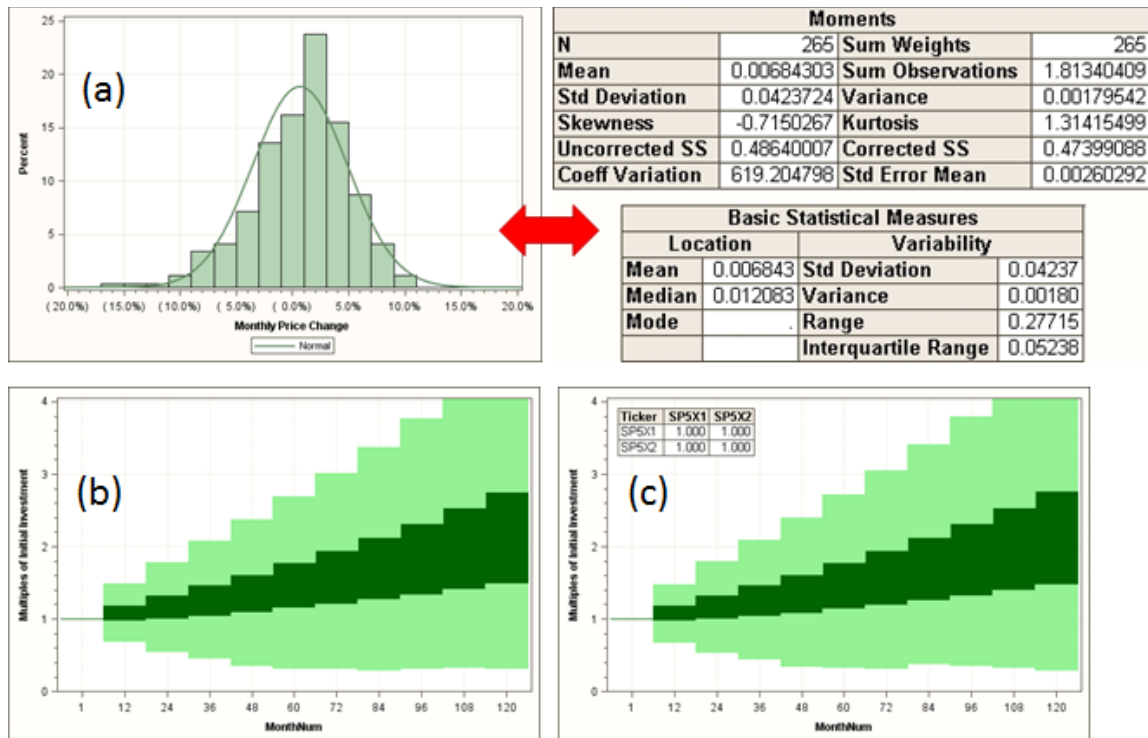 25
20
15
10
5
0
Percent
(a)
(20.0%) (15.0%) (10.0%) ( 5.0%) ( 0.0%) 5.0% 10.0% 15.0% 20.0%
Monthly Price Change
Normal
Moments
N 265 Sum Weights 265
Mean 0.00684303 Sum Observations 1.81340409
Std Deviation 0.0423724 Variance 0.00179542
Skewness -0.7150267 Kurtosis 1.31415499
Uncorrected SS 0.48640007 Corrected SS 0.47399088
Coeff Variation 619.204798 Std Error Mean 0.00260292
Basic Statistical Measures
Location Variability
Mean 0.006843 Std Deviation 0.04237
Median 0.012083 Variance 0.00180
Mode . Range 0.27715
Interquartile Range 0.05238
4
3
2
1
0
Multiples of Initial Investment
(b)
1 12 24 36 48 60 72 84 96 108 120
MonthNum
4
3
2
1
0
Multiples of Initial Investment
Ticker SP5X1 SP5X2
SP5X1 1.000 1.000
SP5X2 1.000 1.000
(c)
1 12 24 36 48 60 72 84 96 108 120
MonthNum